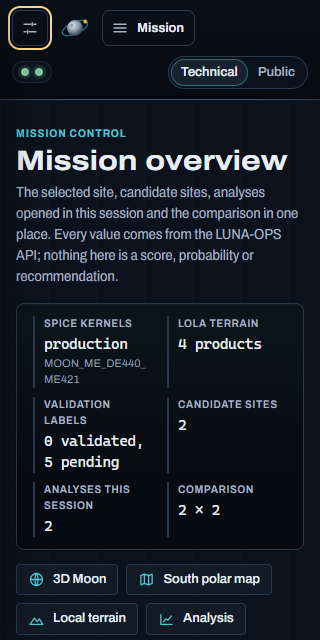 Mission
Technical Public
MISSION CONTROL
Mission overview
The selected site, candidate sites, analyses
opened in this session and the comparison in one
place. Every value comes from the LUNA-OPS
API; nothing here is a score, probability or
recommendation.
SPICE KERNELS
production
MOON_ME_DE440_
ME421
LOLA TERRAIN
4 products
VALIDATION
LABELS
0 validated,
5 pending
CANDIDATE SITES
2
ANALYSES THIS
SESSION
2
COMPARISON
2 × 2
3D Moon South polar map
Local terrain Analysis